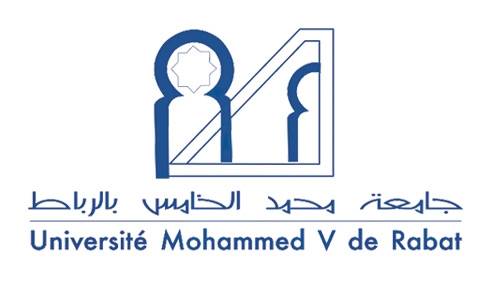 جامعة محمد الخامس بالرباط
Université Mohammed V de Rabat